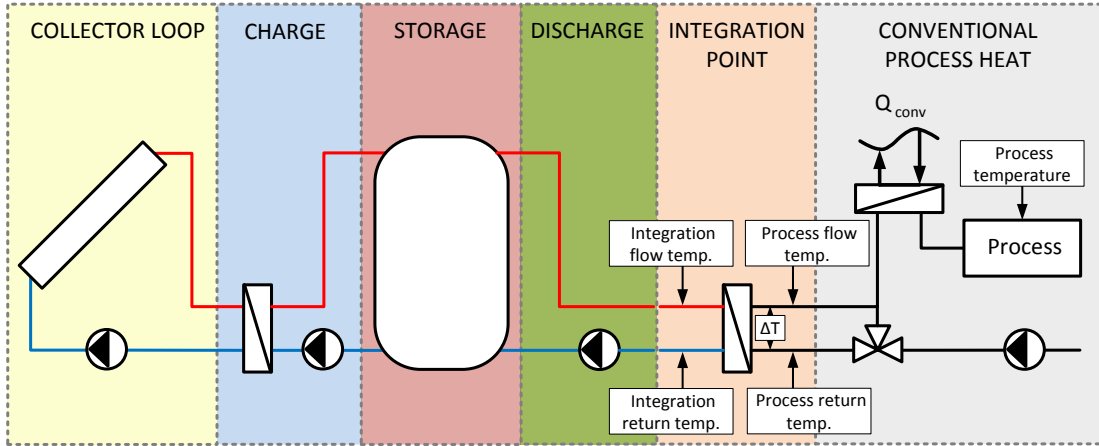 COLLECTOR LOOP
CHARGE
STORAGE
DISCHARGE
INTEGRATION
POINT
CONVENTIONAL
PROCESS HEAT
Q conv
Process
temperature
Process
Integration
flow temp.
Process flow
temp.
ΔT
Integration
return temp.
Process return
temp.